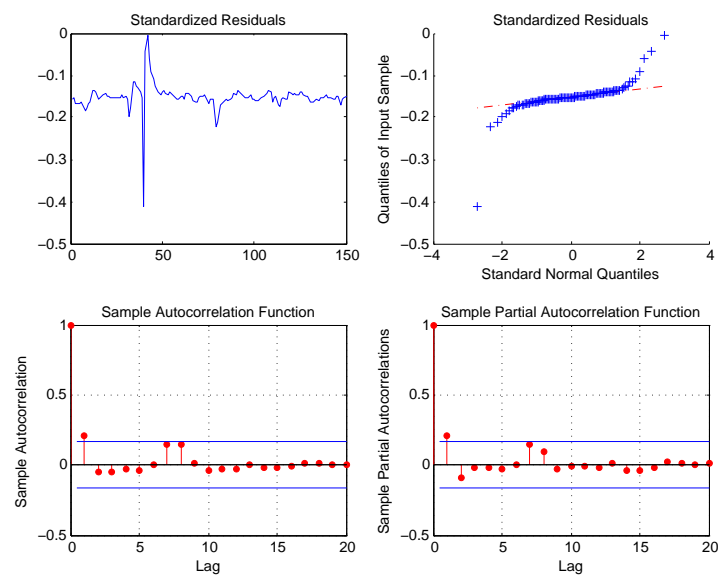 Standardized Residuals
0
−0.1
−0.2
−0.3
−0.4
−0.5
0 50 100 150
Standardized Residuals
Quantiles of Input Sample
0
−0.1
−0.2
−0.3
−0.4
−0.5
−4 −2 0 2 4
Standard Normal Quantiles
Sample Autocorrelation Function
Sample Autocorrelation
1
0.5
0
−0.5
0 5 10 15 20
Lag
Sample Partial Autocorrelation Function
Sample Partial Autocorrelations
1
0.5
0
−0.5
0 5 10 15 20
Lag